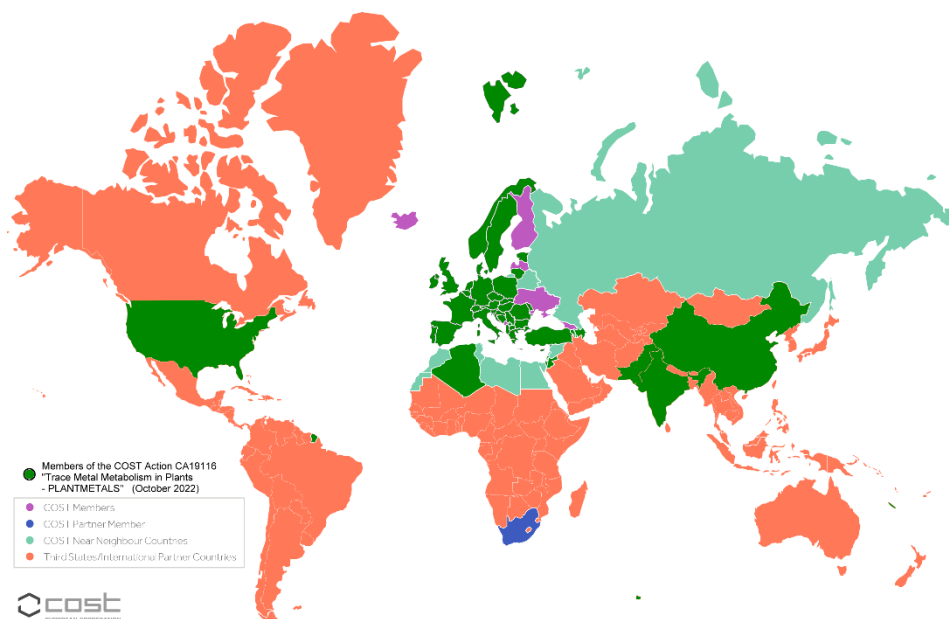 Members of the COST Action CA19116
"Trace Metal Metabolism in Plants
- PLANTMETALS" (October 2022)
COST Members
COST Partner Member
COST Near Neighbour Countries
Third States/International Partner Countries
cost